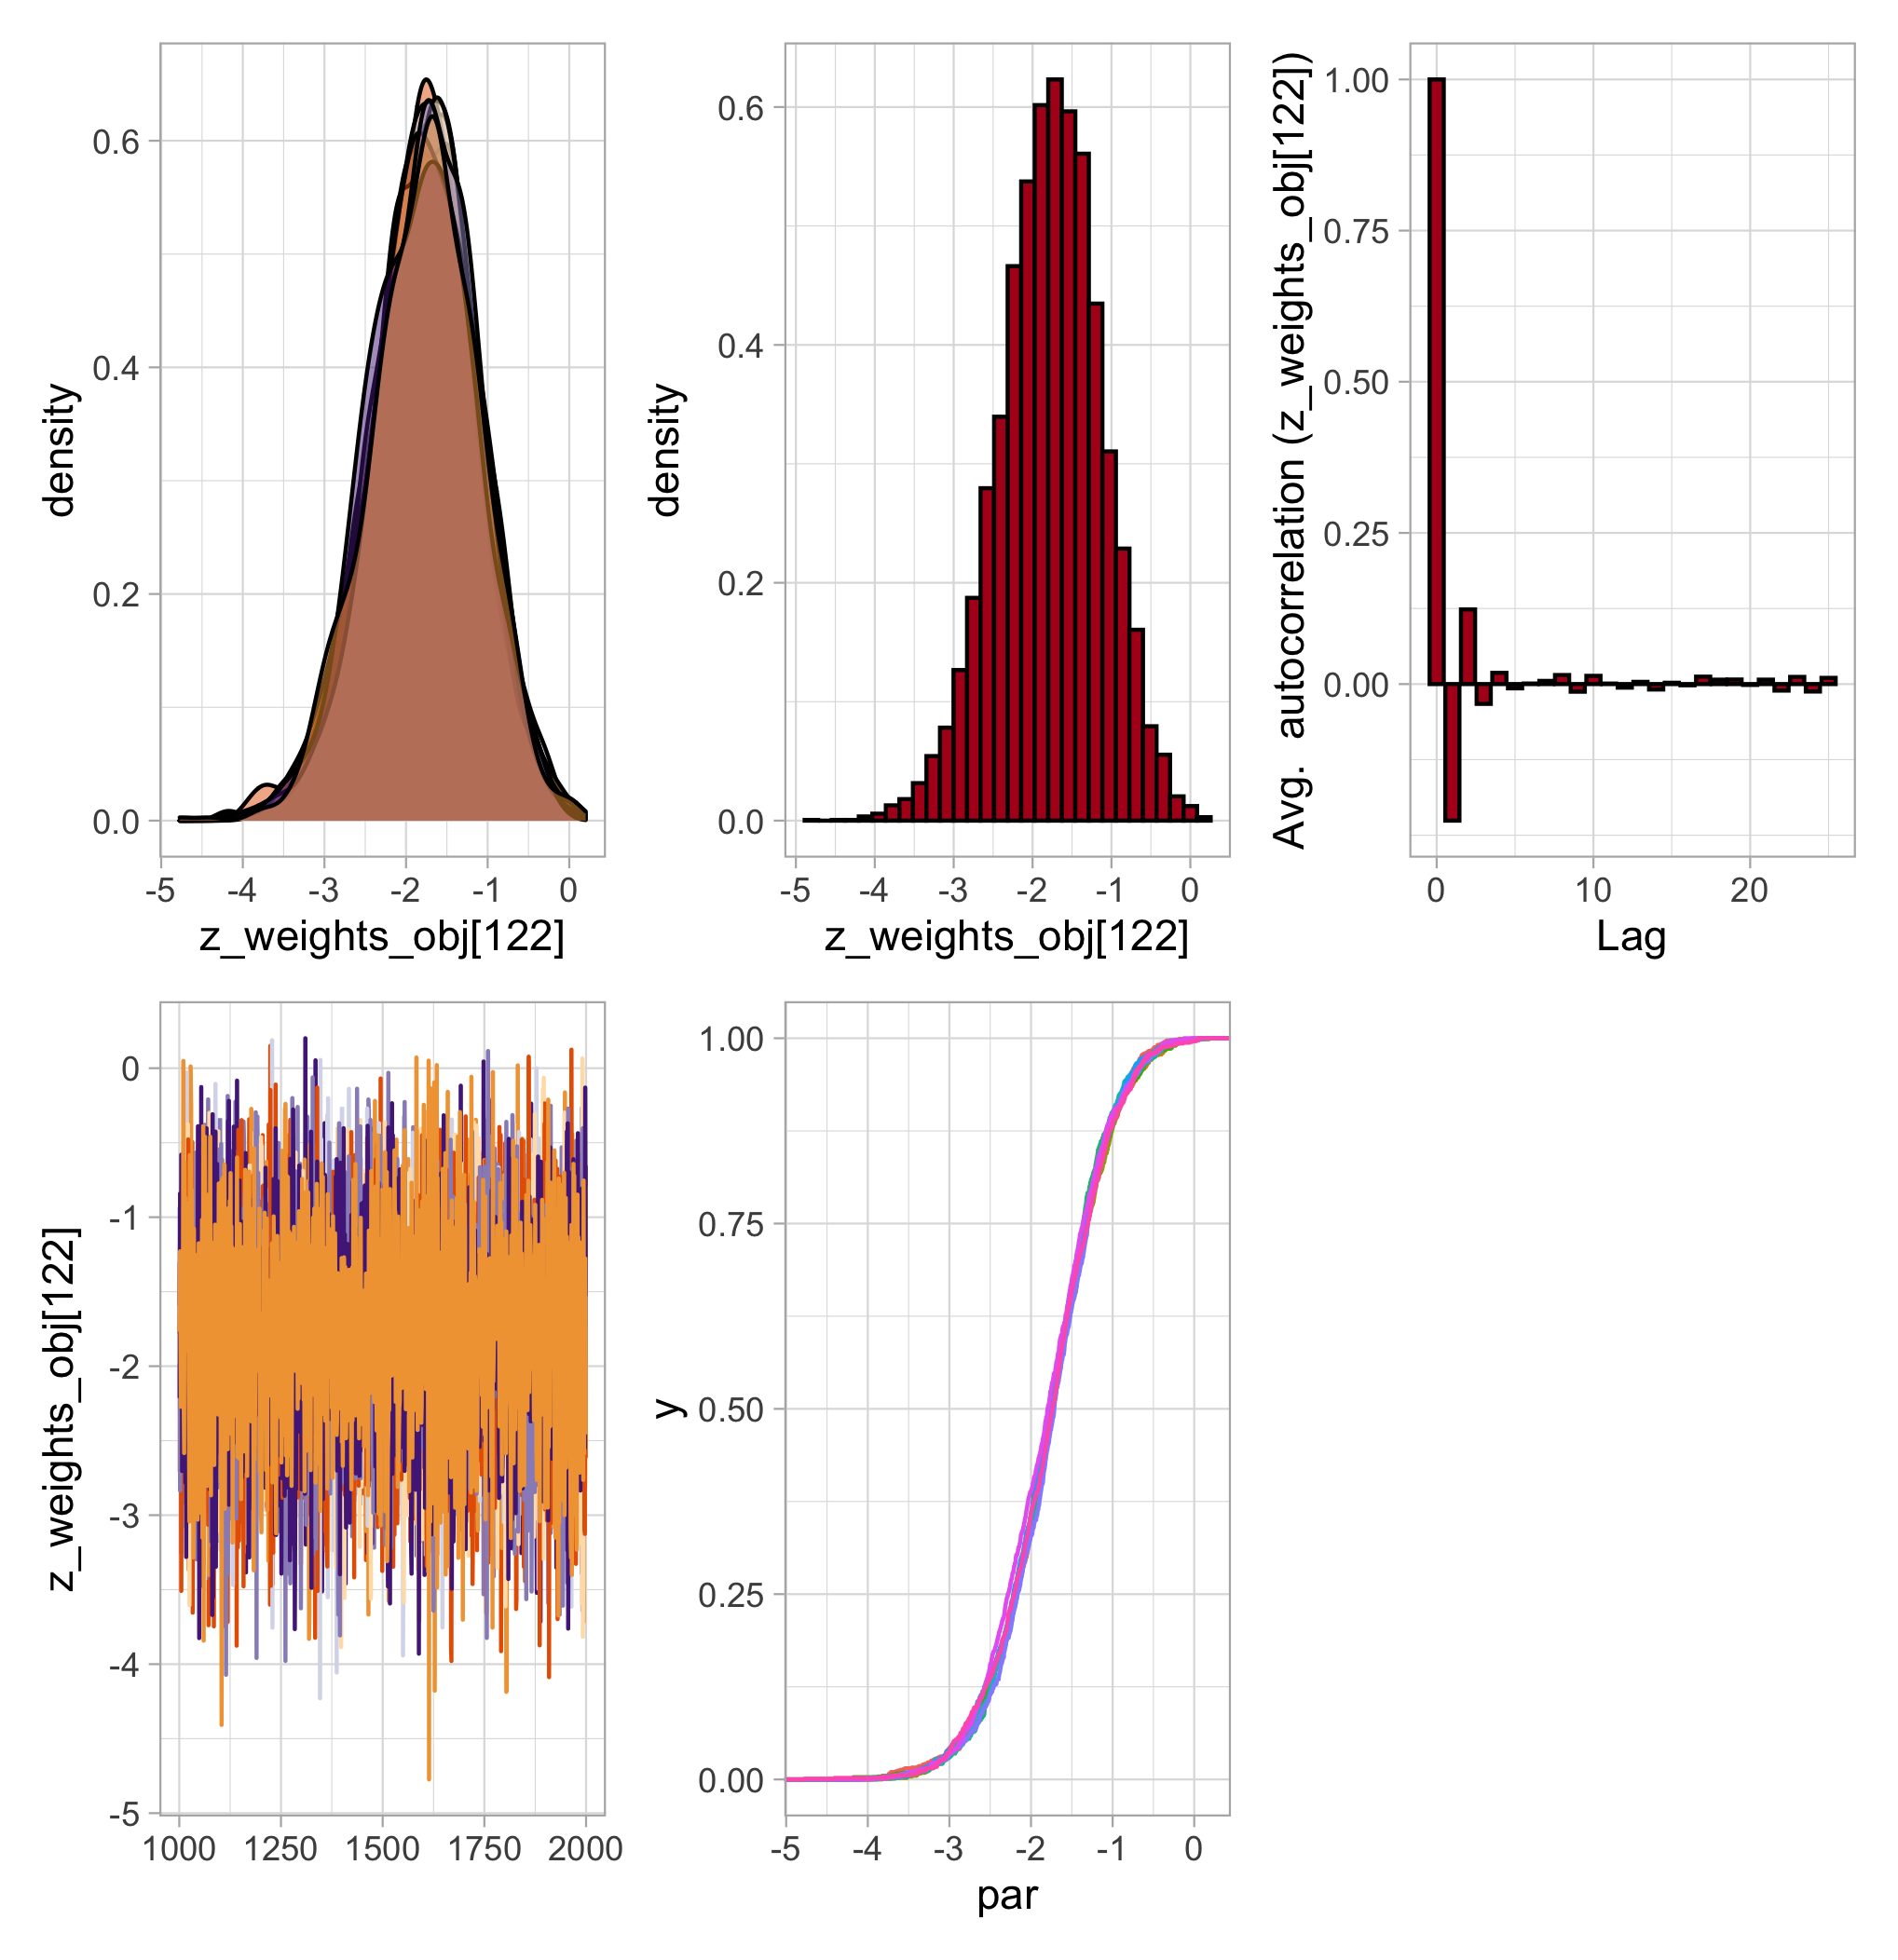 density
0.6
0.4
0.2
0.0
-5 -4 -3 -2 -1 0
z_weights_obj[122]
density
0.6
0.4
0.2
0.0
-5 -4 -3 -2 -1 0
z_weights_obj[122]
Avg. autocorrelation (z_weights_obj[122])
1.00
0.75
0.50
0.25
0.00
0 10 20
Lag
z_weights_obj[122]
0
-1
-2
-3
-4
-5
1000 1250 1500 1750 2000
y
1.00
0.75
0.50
0.25
0.00
-5 -4 -3 -2 -1 0
par